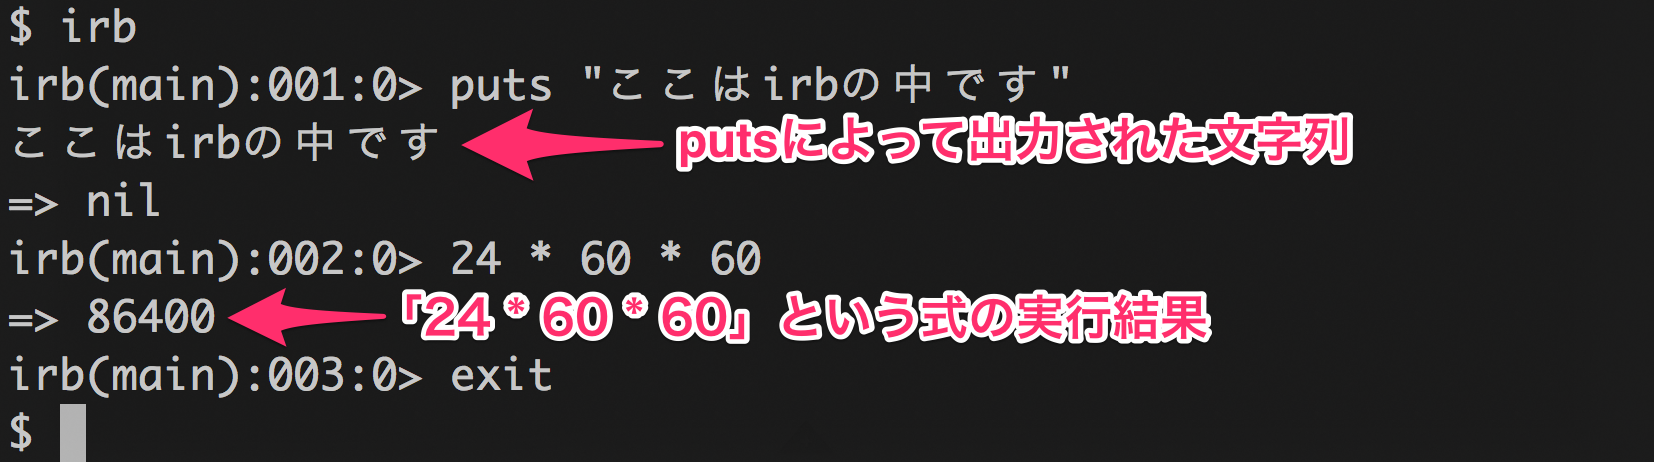 $ irb
irb(main):001:0> puts "ここはirbの中です"
ここはirbの中です
putsによって出力された文字列
=> nil
irb(main):002:0> 24 * 60 * 60
=> 86400
「24 * 60 * 60」という式の実行結果
irb(main):003:0> exit
$